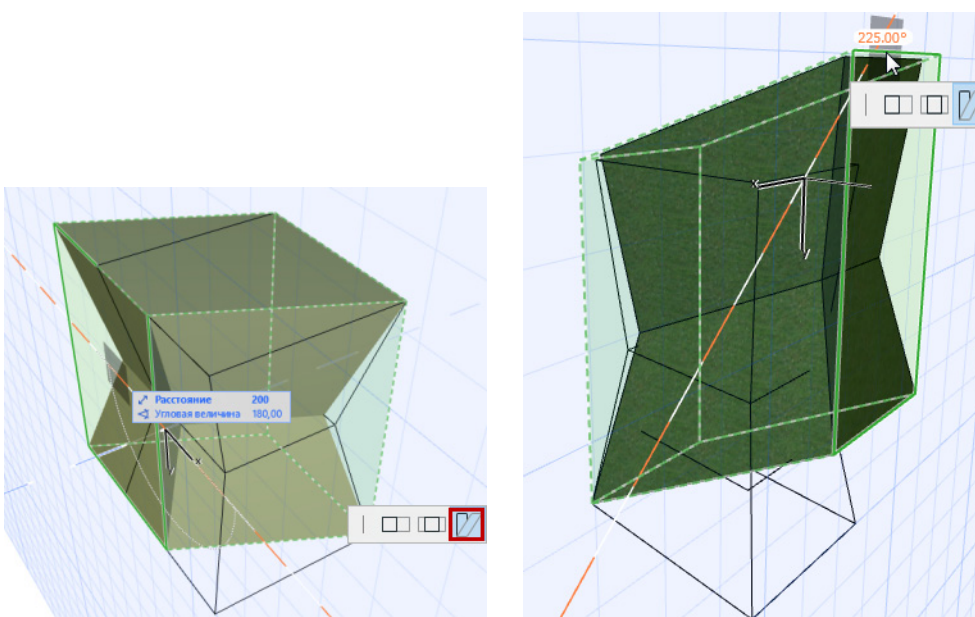 225.00°
Расстояние 200
Угловая величина 180,00
x
x